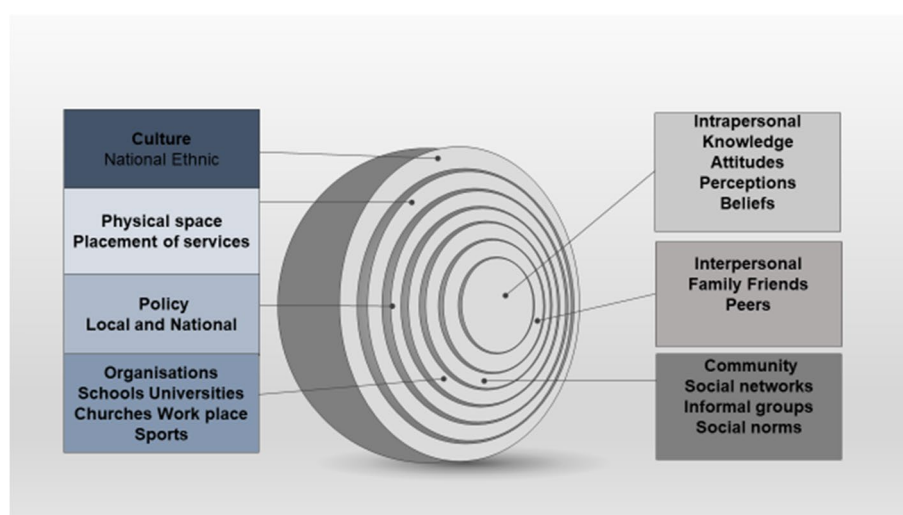 Culture
National Ethnic
Physical space
Placement of services
Policy
Local and National
Organisations
Schools Universities
Churches Work place
Sports
Intrapersonal
Knowledge
Attitudes
Perceptions
Beliefs
Interpersonal
Family Friends
Peers
Community
Social networks
Informal groups
Social norms